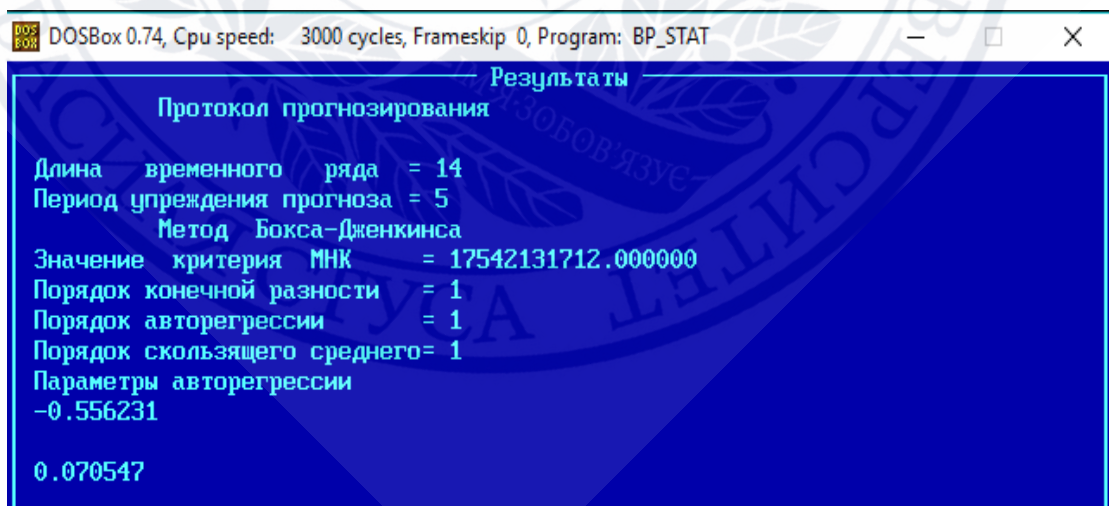 DOSBox 0.74, Cpu speed: 3000 cycles, Frameskip 0, Program: BP_STAT
Результаты
Протокол прогнозирования
Длина временного ряда = 14
Период упреждения прогноза = 5
Метод Бокса-Дженкинса
Значение критерия МНК = 17542131712.000000
Порядок конечной разности = 1
Порядок авторегрессии = 1
Порядок скользящего среднего= 1
Параметры авторегрессии
-0.556231
0.070547